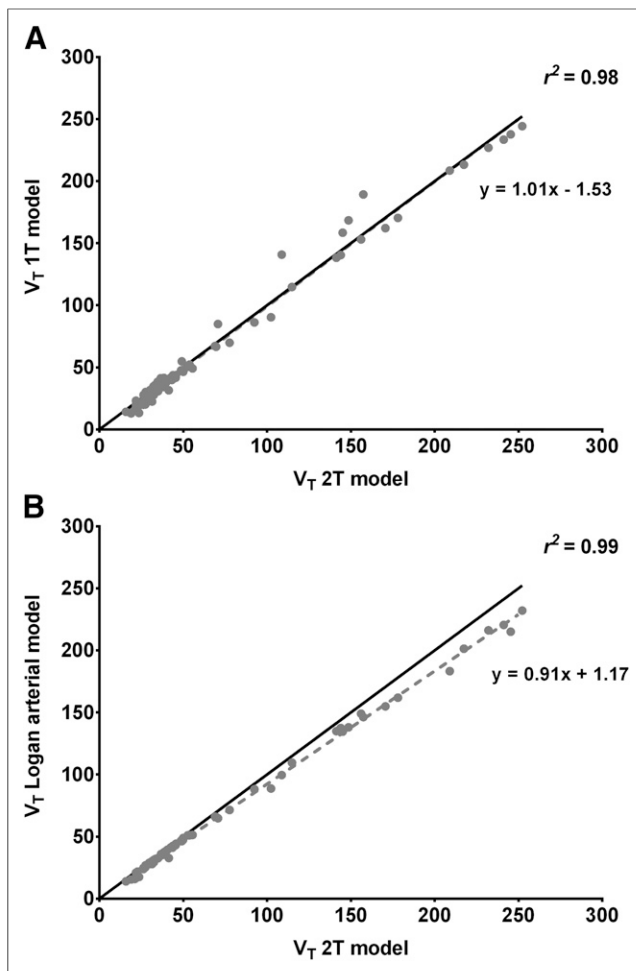 A
300
250
200
150
100
50
0
V_T 1T model
r² = 0.98
y = 1.01x - 1.53
0 50 100 150 200 250 300
V_T 2T model
B
300
250
200
150
100
50
0
V_T Logan arterial model
r² = 0.99
y = 0.91x + 1.17
0 50 100 150 200 250 300
V_T 2T model